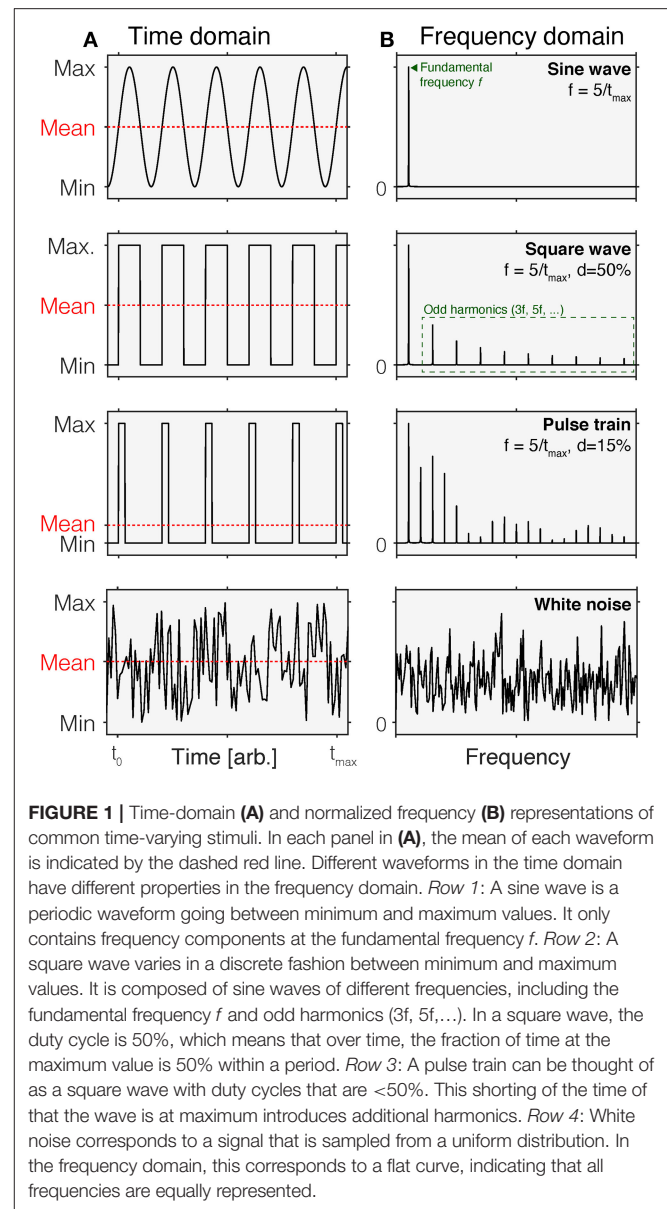 A Time domain
B Frequency domain
Max
Mean
Min
◄ Fundamental
frequency f
Sine wave
f = 5/tmax
0
Max.
Mean
Min
Square wave
f = 5/tmax, d=50%
Odd harmonics (3f, 5f, ...)
0
Max
Mean
Min
Pulse train
f = 5/tmax, d=15%
0
Max
Mean
Min
White noise
0
t0 Time [arb.] tmax
Frequency
FIGURE 1 | Time-domain (A) and normalized frequency (B) representations of
common time-varying stimuli. In each panel in (A), the mean of each waveform
is indicated by the dashed red line. Different waveforms in the time domain
have different properties in the frequency domain. Row 1: A sine wave is a
periodic waveform going between minimum and maximum values. It only
contains frequency components at the fundamental frequency f. Row 2: A
square wave varies in a discrete fashion between minimum and maximum
values. It is composed of sine waves of different frequencies, including the
fundamental frequency f and odd harmonics (3f, 5f,…). In a square wave, the
duty cycle is 50%, which means that over time, the fraction of time at the
maximum value is 50% within a period. Row 3: A pulse train can be thought of
as a square wave with duty cycles that are <50%. This shorting of the time of
that the wave is at maximum introduces additional harmonics. Row 4: White
noise corresponds to a signal that is sampled from a uniform distribution. In
the frequency domain, this corresponds to a flat curve, indicating that all
frequencies are equally represented.